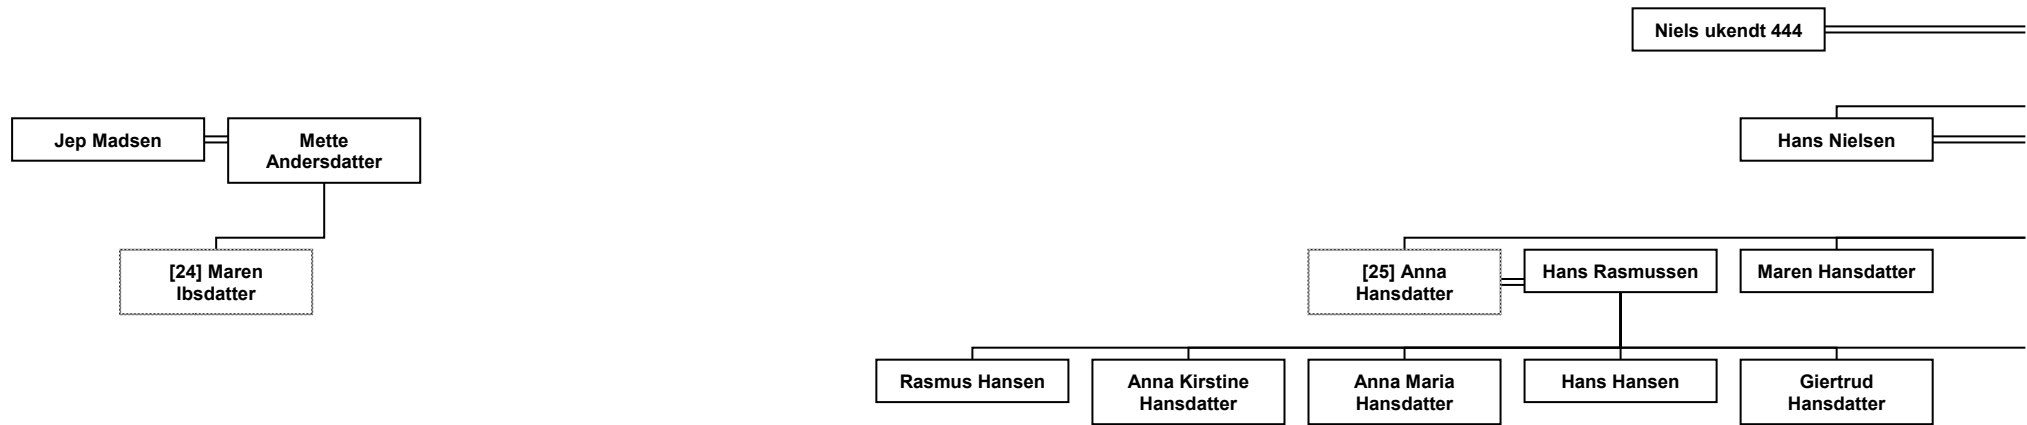 Niels ukendt 444
Jep Madsen
Mette
Andersdatter
Hans Nielsen
[24] Maren
Ibsdatter
[25] Anna
Hansdatter
Hans Rasmussen
Maren Hansdatter
Rasmus Hansen
Anna Kirstine
Hansdatter
Anna Maria
Hansdatter
Hans Hansen
Giertrud
Hansdatter